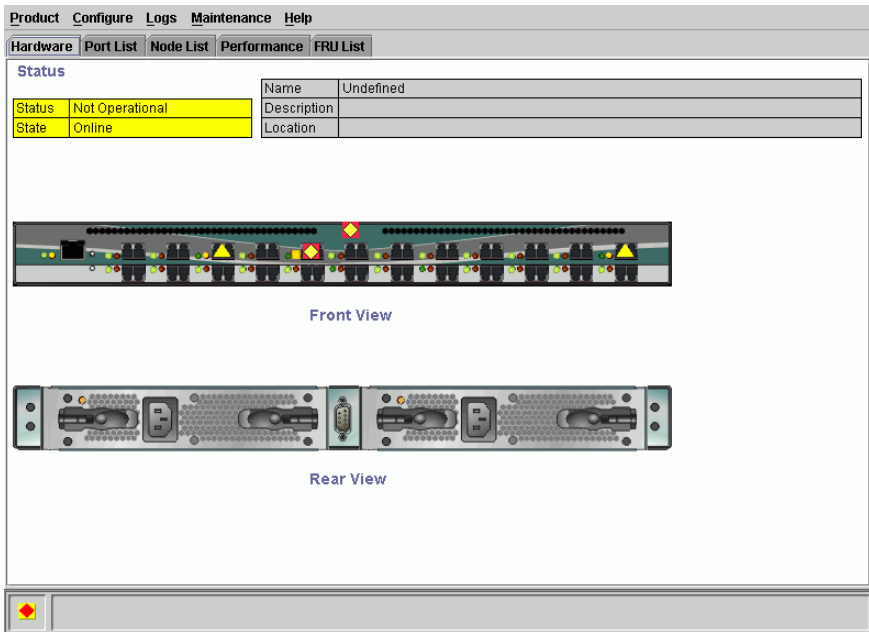 Product Configure Logs Maintenance Help
Hardware Port List Node List Performance FRU List
Status
Name Undefined
Status Not Operational Description
State Online Location
Front View
Rear View